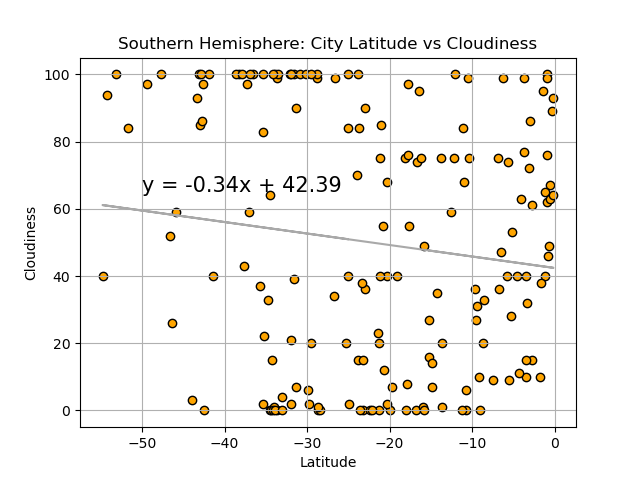 Southern Hemisphere: City Latitude vs Cloudiness
100
80
y = -0.34x + 42.39
60
Cloudiness
40
20
0
−50 −40 −30 −20 −10 0
Latitude